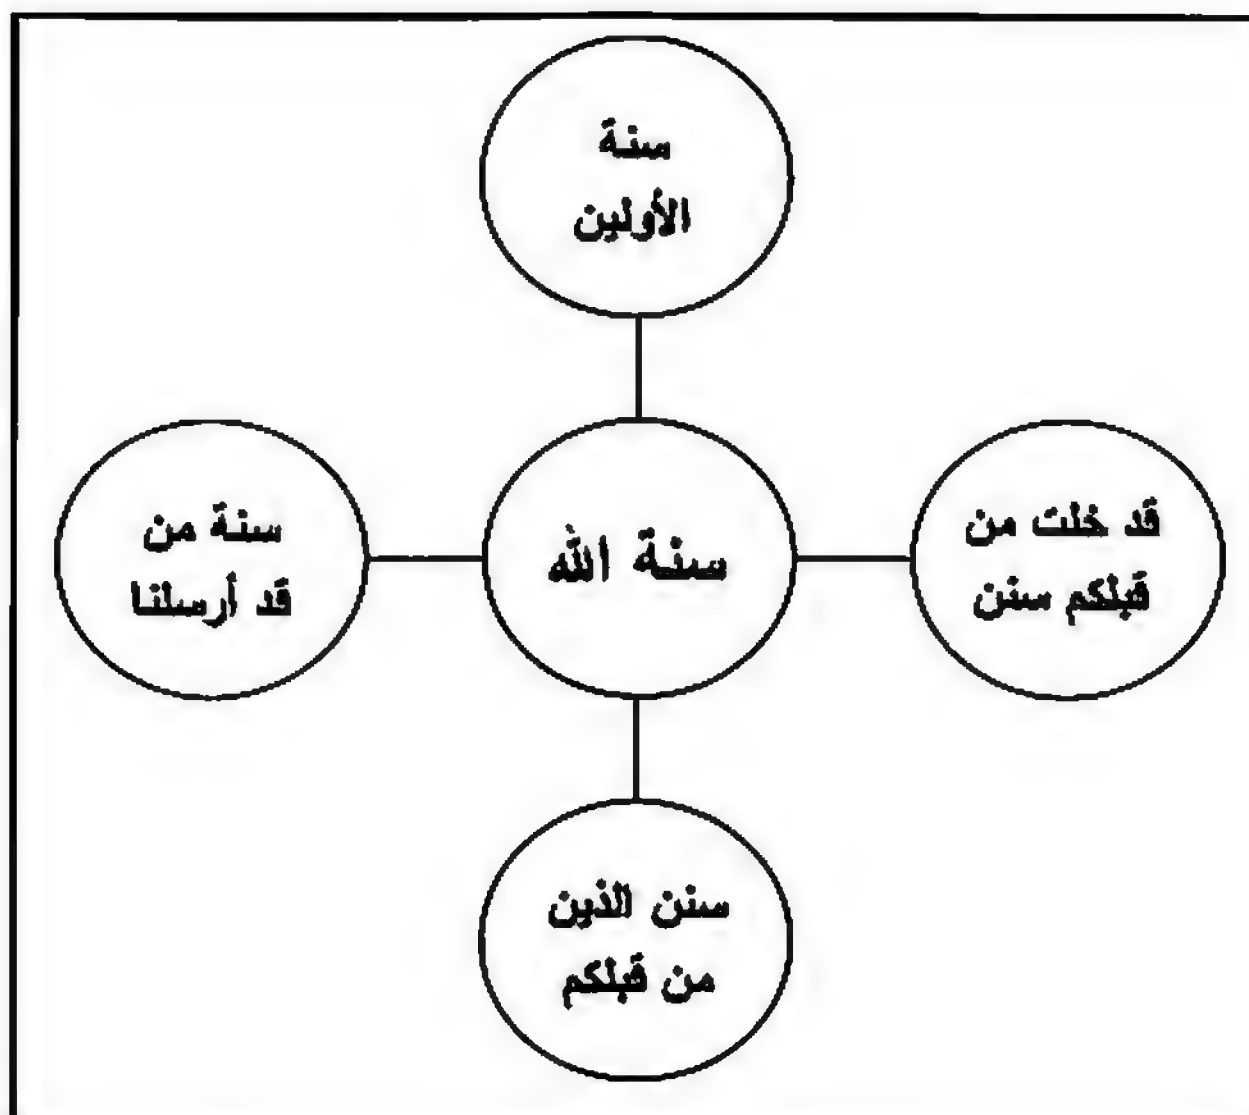 سنة
الأولين
قد خلت من
قبلكم سنن
سنة الله
سنة من
قد أرسلنا
سنن الذين
من قبلكم